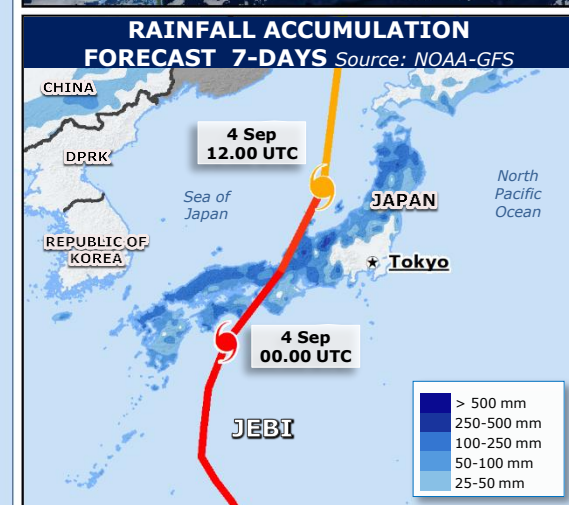 RAINFALL ACCUMULATION
FORECAST 7-DAYS Source: NOAA-GFS
CHINA
4 Sep
12.00 UTC
DPRK
Sea of
Japan
JAPAN
North
Pacific
Ocean
REPUBLIC OF
KOREA
Tokyo
4 Sep
00.00 UTC
JEBI
> 500 mm
250-500 mm
100-250 mm
50-100 mm
25-50 mm